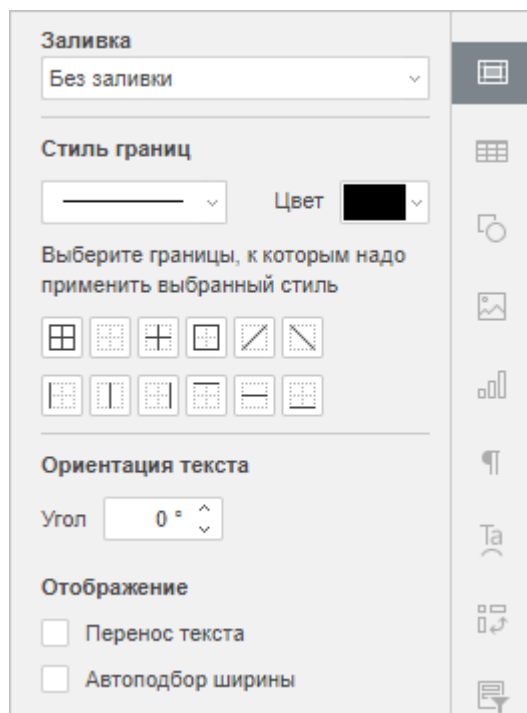 Заливка
Без заливки
Стиль границ
Цвет
Выберите границы, к которым надо
применить выбранный стиль
Ориентация текста
Угол 0 °
Отображение
Перенос текста
Автоподбор ширины
Ta